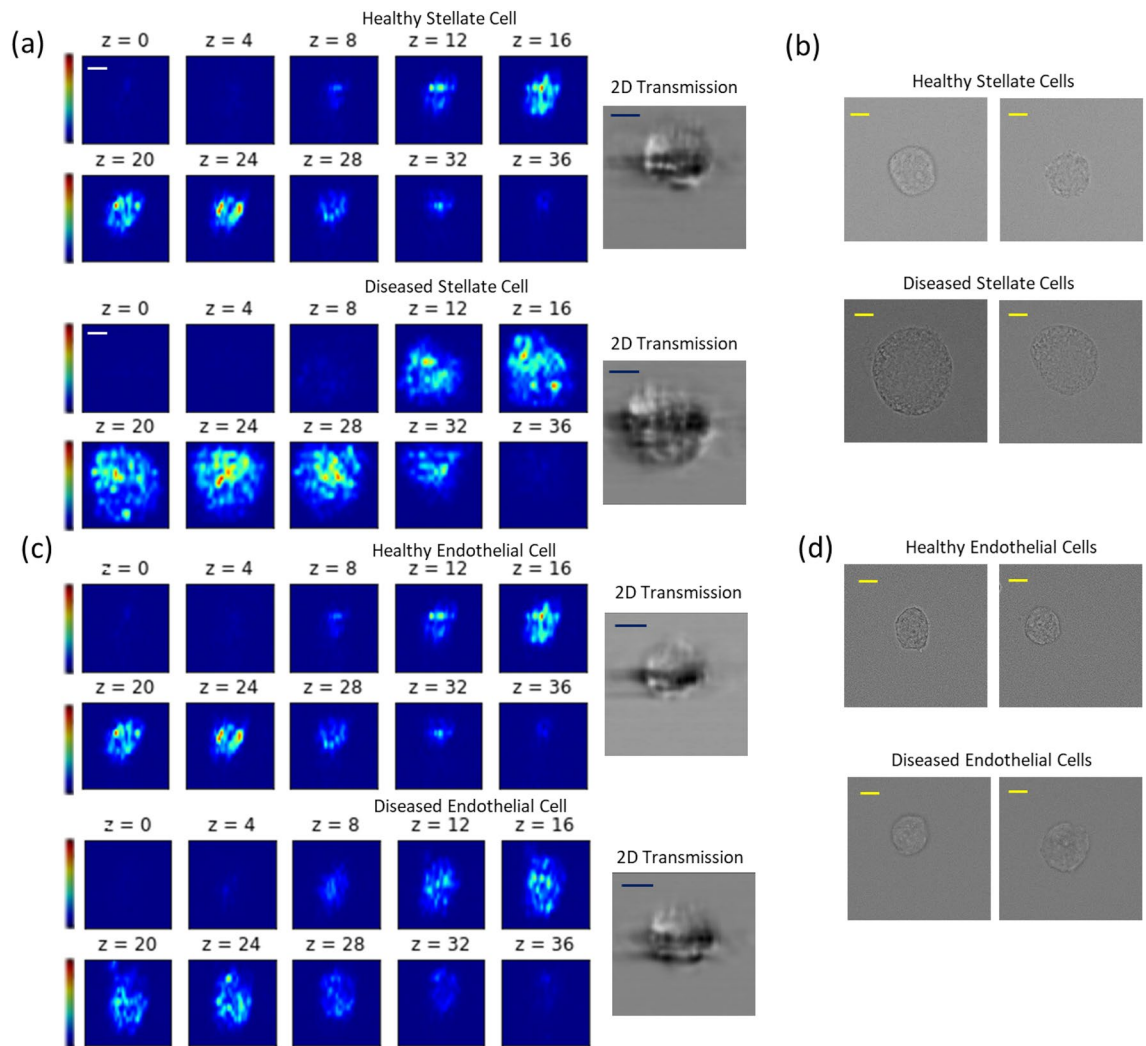 (a)
Healthy Stellate Cell
z = 0 z = 4 z = 8 z = 12 z = 16
z = 20 z = 24 z = 28 z = 32 z = 36
2D Transmission
Diseased Stellate Cell
z = 0 z = 4 z = 8 z = 12 z = 16
z = 20 z = 24 z = 28 z = 32 z = 36
2D Transmission
(b)
Healthy Stellate Cells
Diseased Stellate Cells
(c)
Healthy Endothelial Cell
z = 0 z = 4 z = 8 z = 12 z = 16
z = 20 z = 24 z = 28 z = 32 z = 36
2D Transmission
Diseased Endothelial Cell
z = 0 z = 4 z = 8 z = 12 z = 16
z = 20 z = 24 z = 28 z = 32 z = 36
2D Transmission
(d)
Healthy Endothelial Cells
Diseased Endothelial Cells